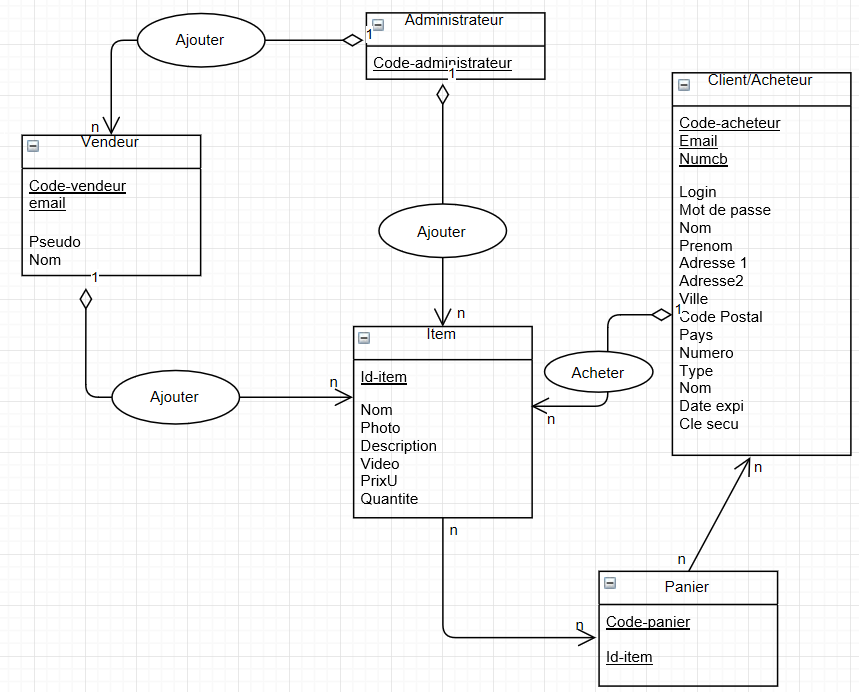 Administrateur
1
Code-administrateur
1
Ajouter
n
Vendeur
Code-vendeur
email
Pseudo
Nom
1
Client/Acheteur
Code-acheteur
Email
Numcb
Login
Mot de passe
Nom
Prenom
Adresse 1
Adresse2
Ville
1
Code Postal
Pays
Numero
Type
Nom
Date expi
Cle secu
Ajouter
n
Item
Id-item
Nom
Photo
Description
Video
PrixU
Quantite
Acheter
n
Ajouter
n
n
n
n
n
Panier
Code-panier
Id-item